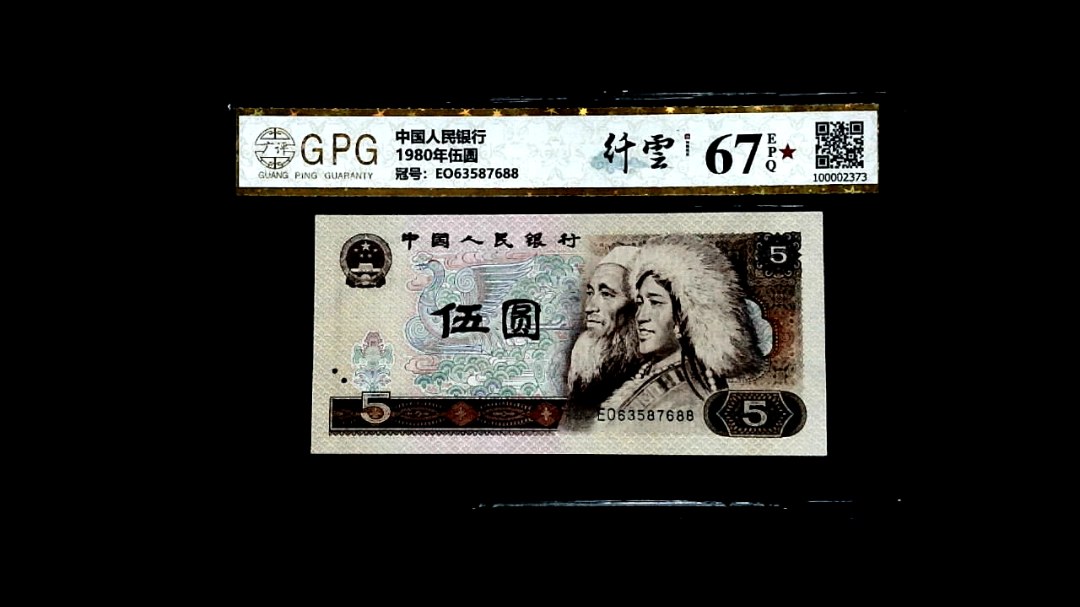 GPG
GUANG PING GUARANTY
中国人民银行
1980年伍圆
冠号：EO63587688
纤雲
67
EPQ
100002373
中国人民银行
5
伍圆
5
EO63587688
5